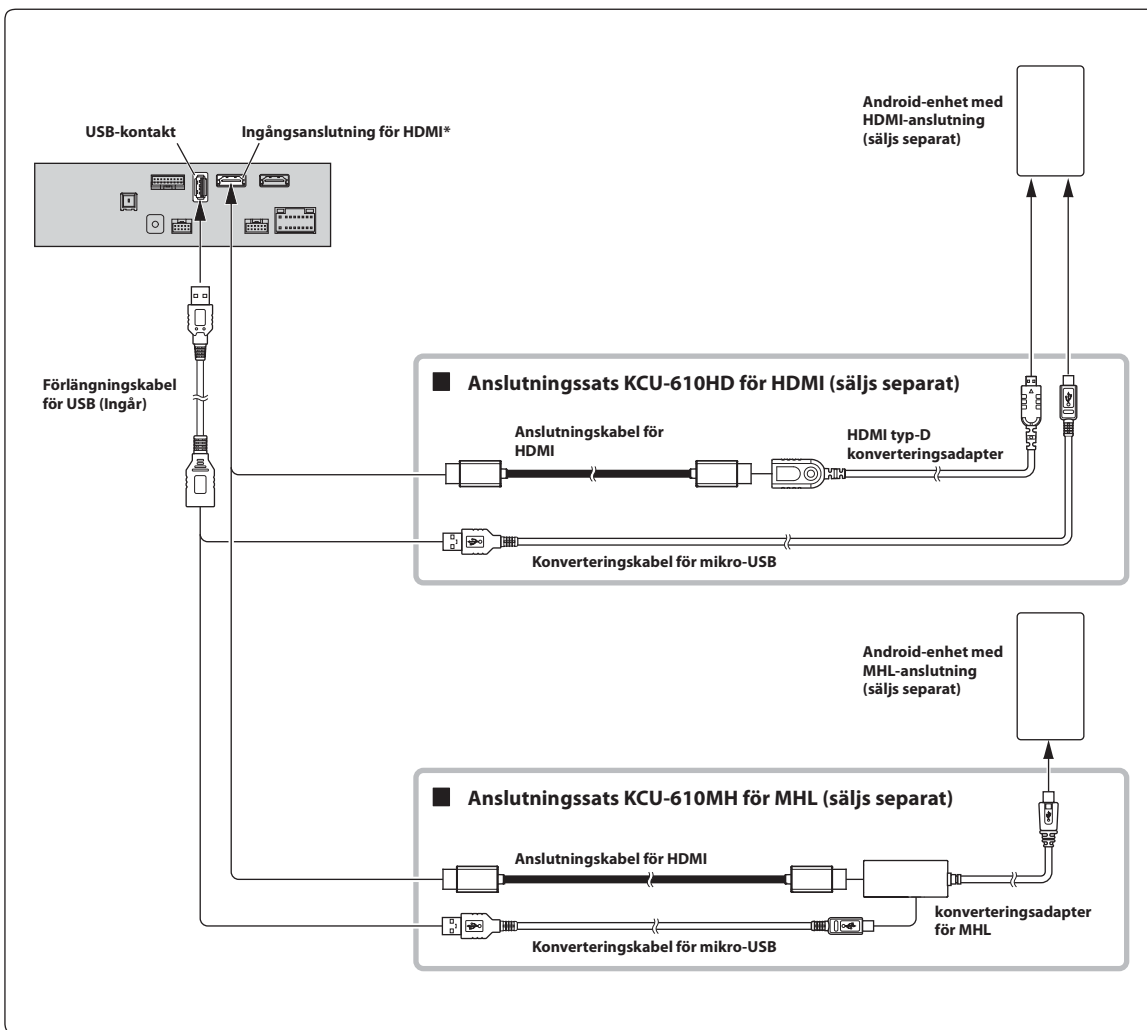 Android-enhet med
HDMI-anslutning
(säljs separat)
USB-kontakt
Ingångsanslutning för HDMI*
Förlängningskabel
för USB (Ingår)
Anslutningssats KCU-610HD för HDMI (säljs separat)
Anslutningskabel för
HDMI
HDMI typ-D
konverteringsadapter
Konverteringskabel för mikro-USB
Android-enhet med
MHL-anslutning
(säljs separat)
Anslutningssats KCU-610MH för MHL (säljs separat)
Anslutningskabel för HDMI
konverteringsadapter
för MHL
Konverteringskabel för mikro-USB